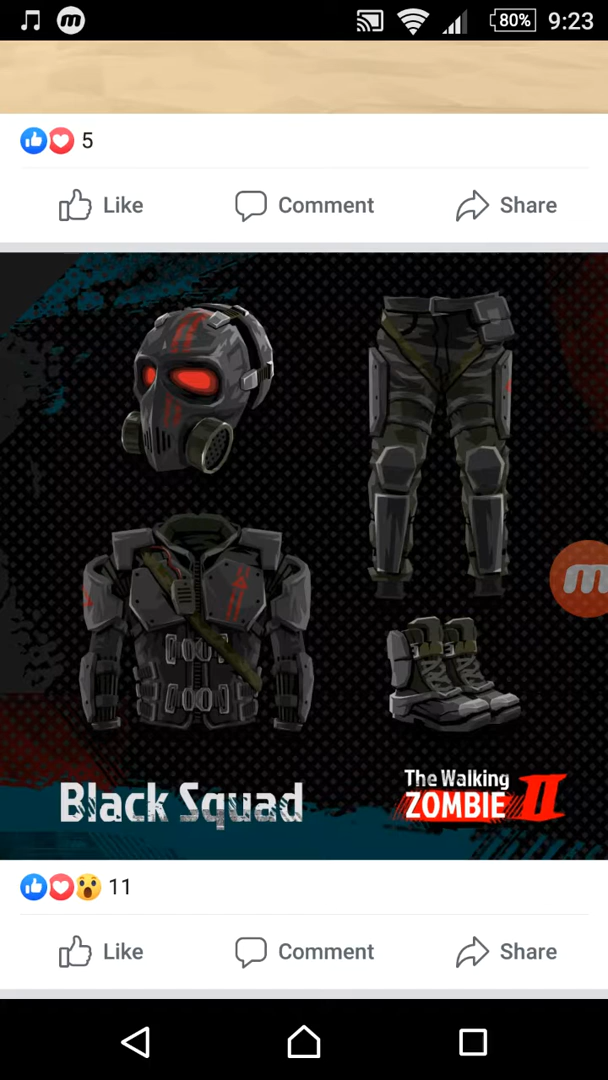 80% 9:23
5
Like Comment Share
Black Squad
The Walking
ZOMBIE II
11
Like Comment Share